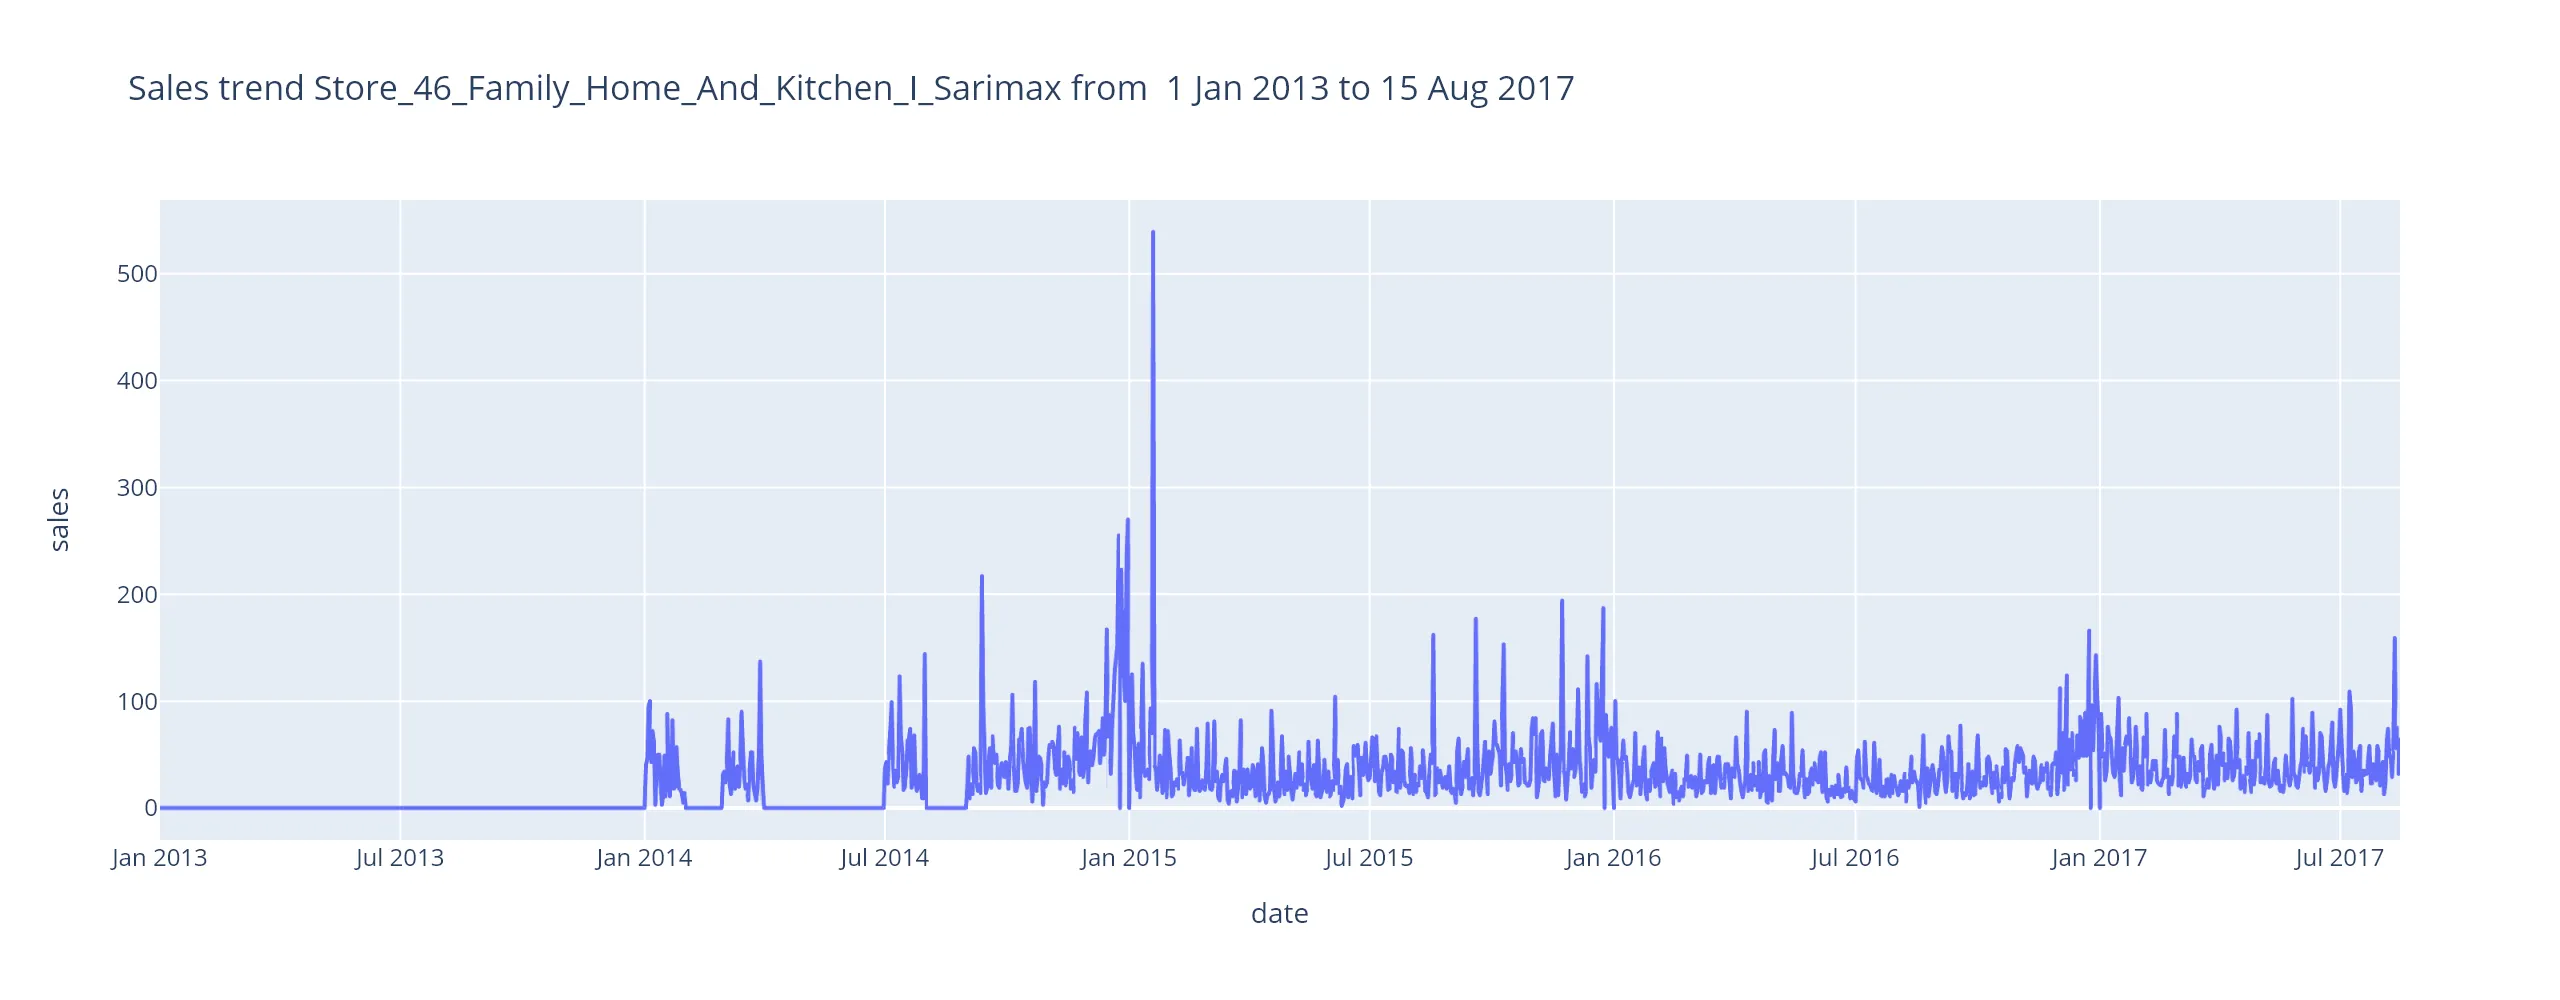 Sales trend Store_46_Family_Home_And_Kitchen_I_Sarimax from  1 Jan 2013 to 15 Aug 2017
500
400
300
200
100
0
sales
Jan 2013 Jul 2013 Jan 2014 Jul 2014 Jan 2015 Jul 2015 Jan 2016 Jul 2016 Jan 2017 Jul 2017
date